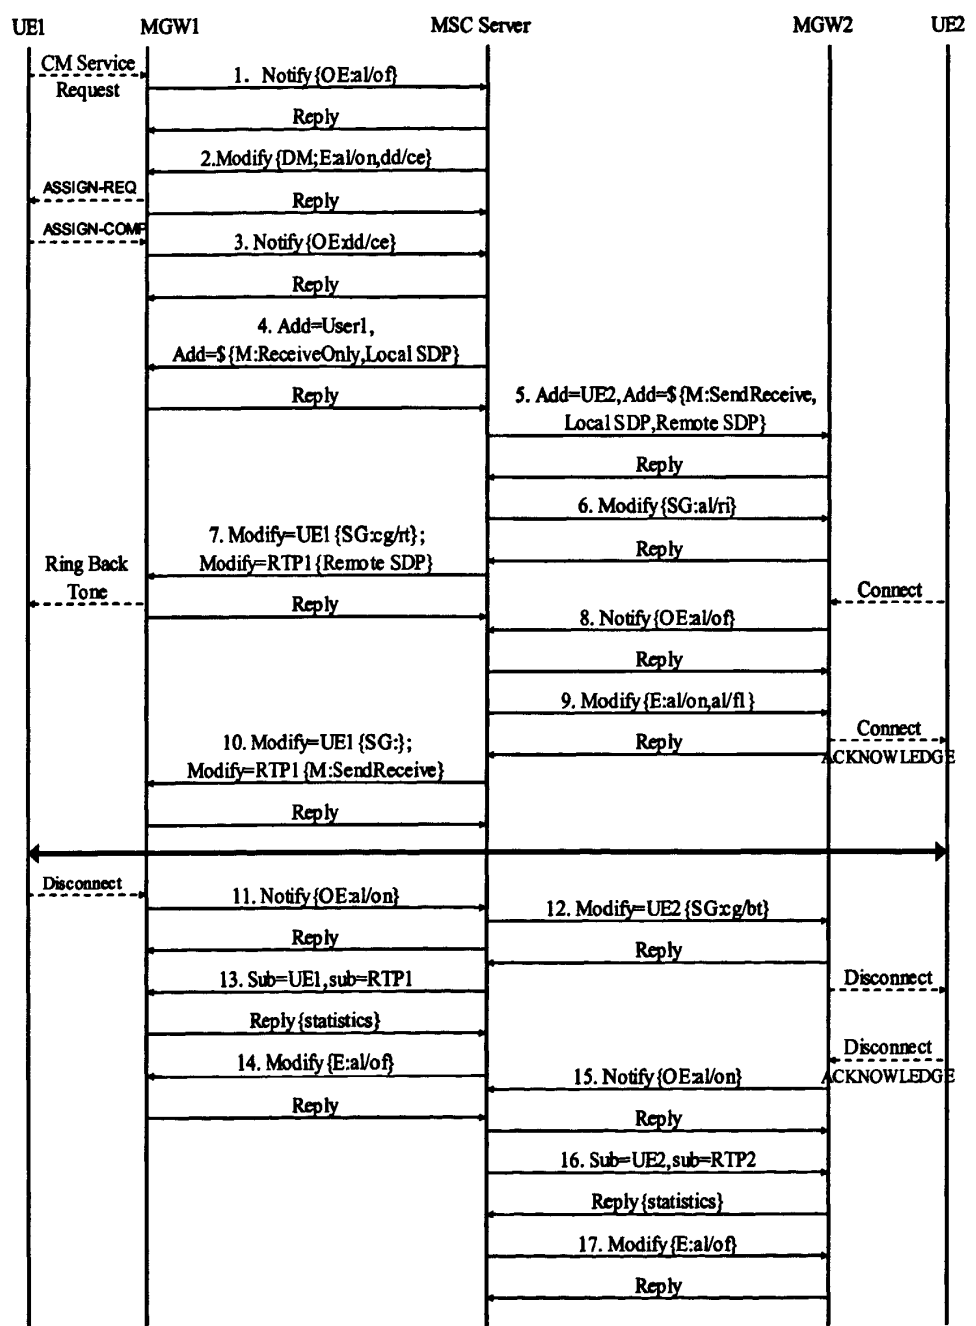 UE1 MGW1 MSC Server MGW2 UE2
CM Service
Request
1. Notify{OE:al/of}
Reply
2.Modify{DM;E:al/on,dd/ce}
ASSIGN-REQ
Reply
ASSIGN-COMP
3. Notify{OE:dd/ce}
Reply
4. Add=User1,
Add=${M:ReceiveOnly,Local SDP}
Reply
5. Add=UE2,Add=${M:SendReceive,
Local SDP,Remote SDP}
Reply
6. Modify{SG:al/ri}
7. Modify=UE1{SG:cg/rt};
Modify=RTP1{Remote SDP}
Reply
Ring Back
Tone
Reply
Connect
8. Notify{OE:al/of}
Reply
9. Modify{E:al/on,al/fl}
Connect
ACKNOWLEDGE
Reply
10. Modify=UE1{SG:};
Modify=RTP1{M:SendReceive}
Reply
Disconnect
11. Notify{OE:al/on}
12. Modify=UE2{SG:cg/bt}
Reply
Reply
13. Sub=UE1,sub=RTP1
Disconnect
Reply{statistics}
Disconnect
ACKNOWLEDGE
14. Modify{E:al/of}
15. Notify{OE:al/on}
Reply
Reply
16. Sub=UE2,sub=RTP2
Reply{statistics}
17. Modify{E:al/of}
Reply